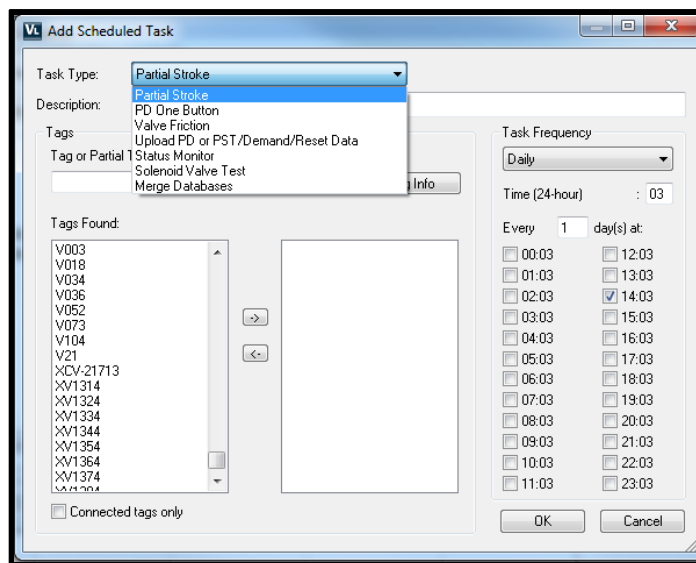 VL Add Scheduled Task
Task Type: Partial Stroke
Partial Stroke
PD One Button
Valve Friction
Upload PD or PST/Demand/Reset Data
Status Monitor
Solenoid Valve Test
Merge Databases
Description:
Tags
Tag or Partial T
Info
Tags Found:
V003
V018
V034
V036
V052
V073
V104
V21
XCV-21713
XV1314
XV1324
XV1334
XV1344
XV1354
XV1364
XV1374
-> 
<-
Connected tags only
Task Frequency
Daily
Time (24-hour) : 03
Every 1 day(s) at:
00:03 12:03
01:03 13:03
02:03 14:03
03:03 15:03
04:03 16:03
05:03 17:03
06:03 18:03
07:03 19:03
08:03 20:03
09:03 21:03
10:03 22:03
11:03 23:03
OK Cancel